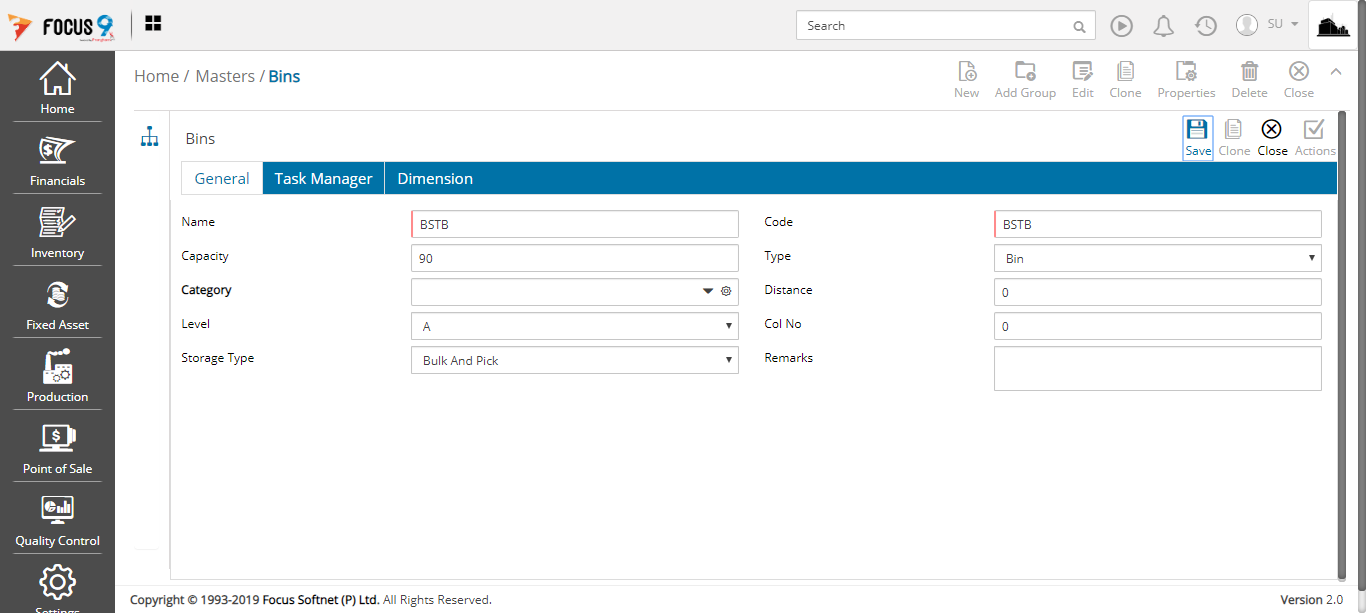 FOCUS 9
Search
SU
Home
Financials
Inventory
Fixed Asset
Production
Point of Sale
Quality Control
Settings
Home / Masters / Bins
New Add Group Edit Clone Properties Delete Close
Bins
Save Clone Close Actions
General Task Manager Dimension
Name BSTB Code BSTB
Capacity 90 Type Bin
Category Distance 0
Level A Col No 0
Storage Type Bulk And Pick Remarks
Copyright © 1993-2019 Focus Softnet (P) Ltd. All Rights Reserved. Version 2.0